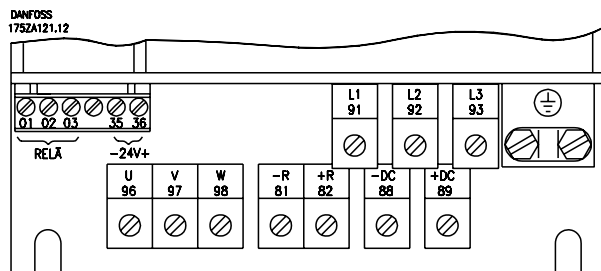 DANFOSS
175ZA121.12
L1 L2 L3
91 92 93
01 02 03 35 36
RELÄ -24V+
U V W -R +R -DC +DC
96 97 98 81 82 88 89